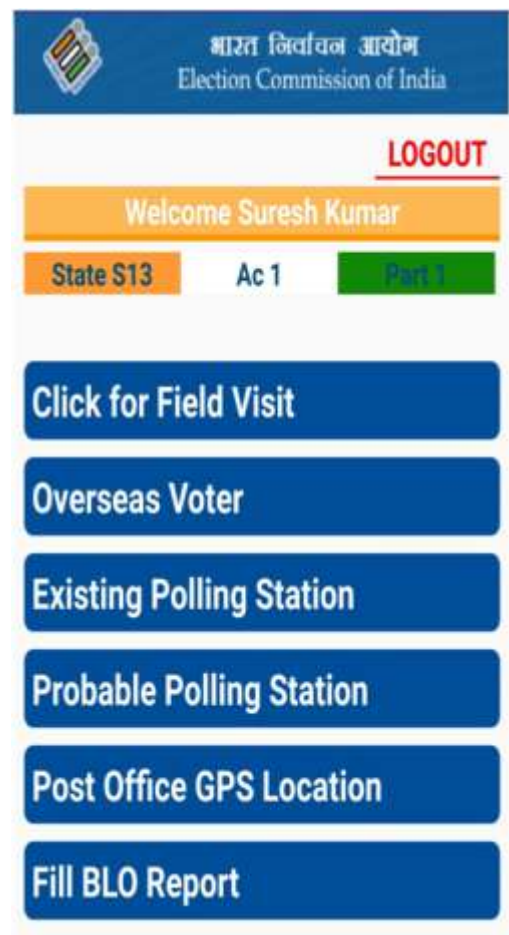 भारत निर्वाचन आयोग
Election Commission of India
LOGOUT
Welcome Suresh Kumar
State S13 Ac 1 Part 1
Click for Field Visit
Overseas Voter
Existing Polling Station
Probable Polling Station
Post Office GPS Location
Fill BLO Report